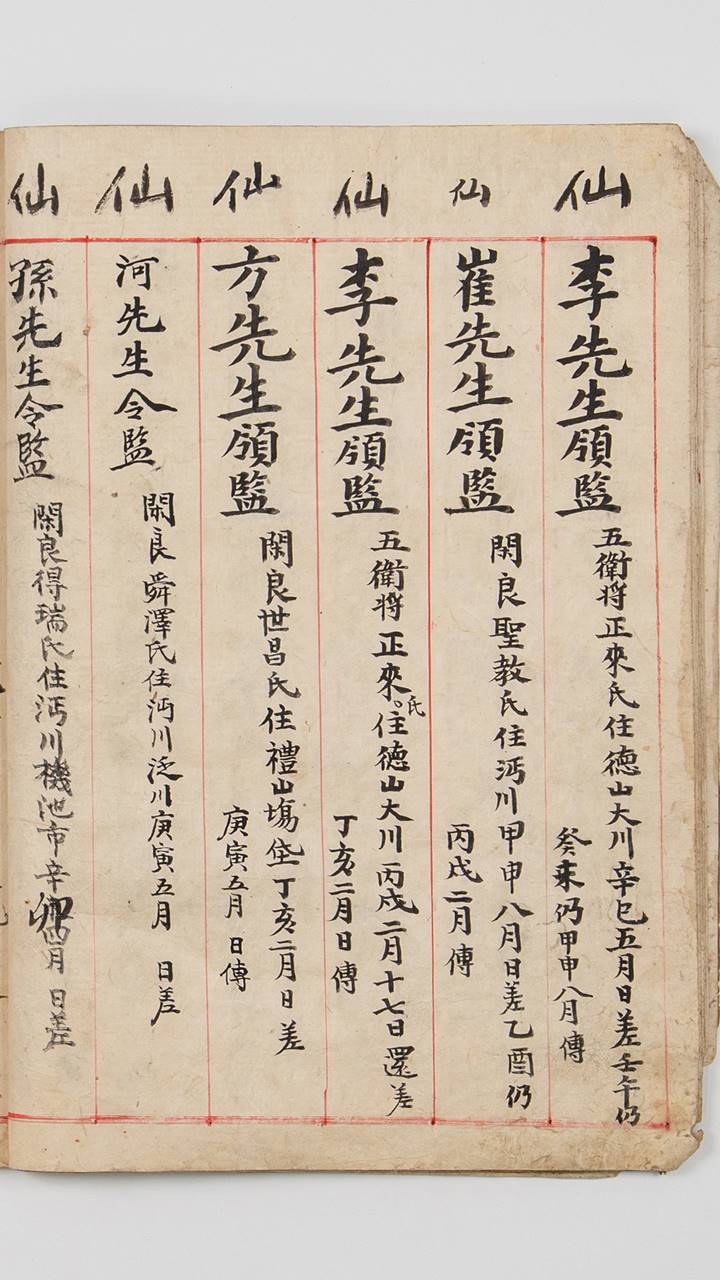 仙
李先生領監
五衛將正來氏住徳山大川辛巳五月日差壬午仍
癸未仍甲申八月傳
仙
崔先生領監
閑良聖教氏住沔川甲申八月日差乙酉仍
丙戌二月傳
仙
李先生領監
五衛將正來氏住徳山大川丙戌二月十七日還差
丁亥二月日傳
仙
方先生領監
閑良世昌氏住禮山塲垈丁亥二月日差
庚寅五月 日傳
仙
河先生令監
閑良舜澤氏住沔川泛川庚寅五月 日差
仙
孫先生令監
閑良得瑞氏住沔川機池市辛卯四月 日差